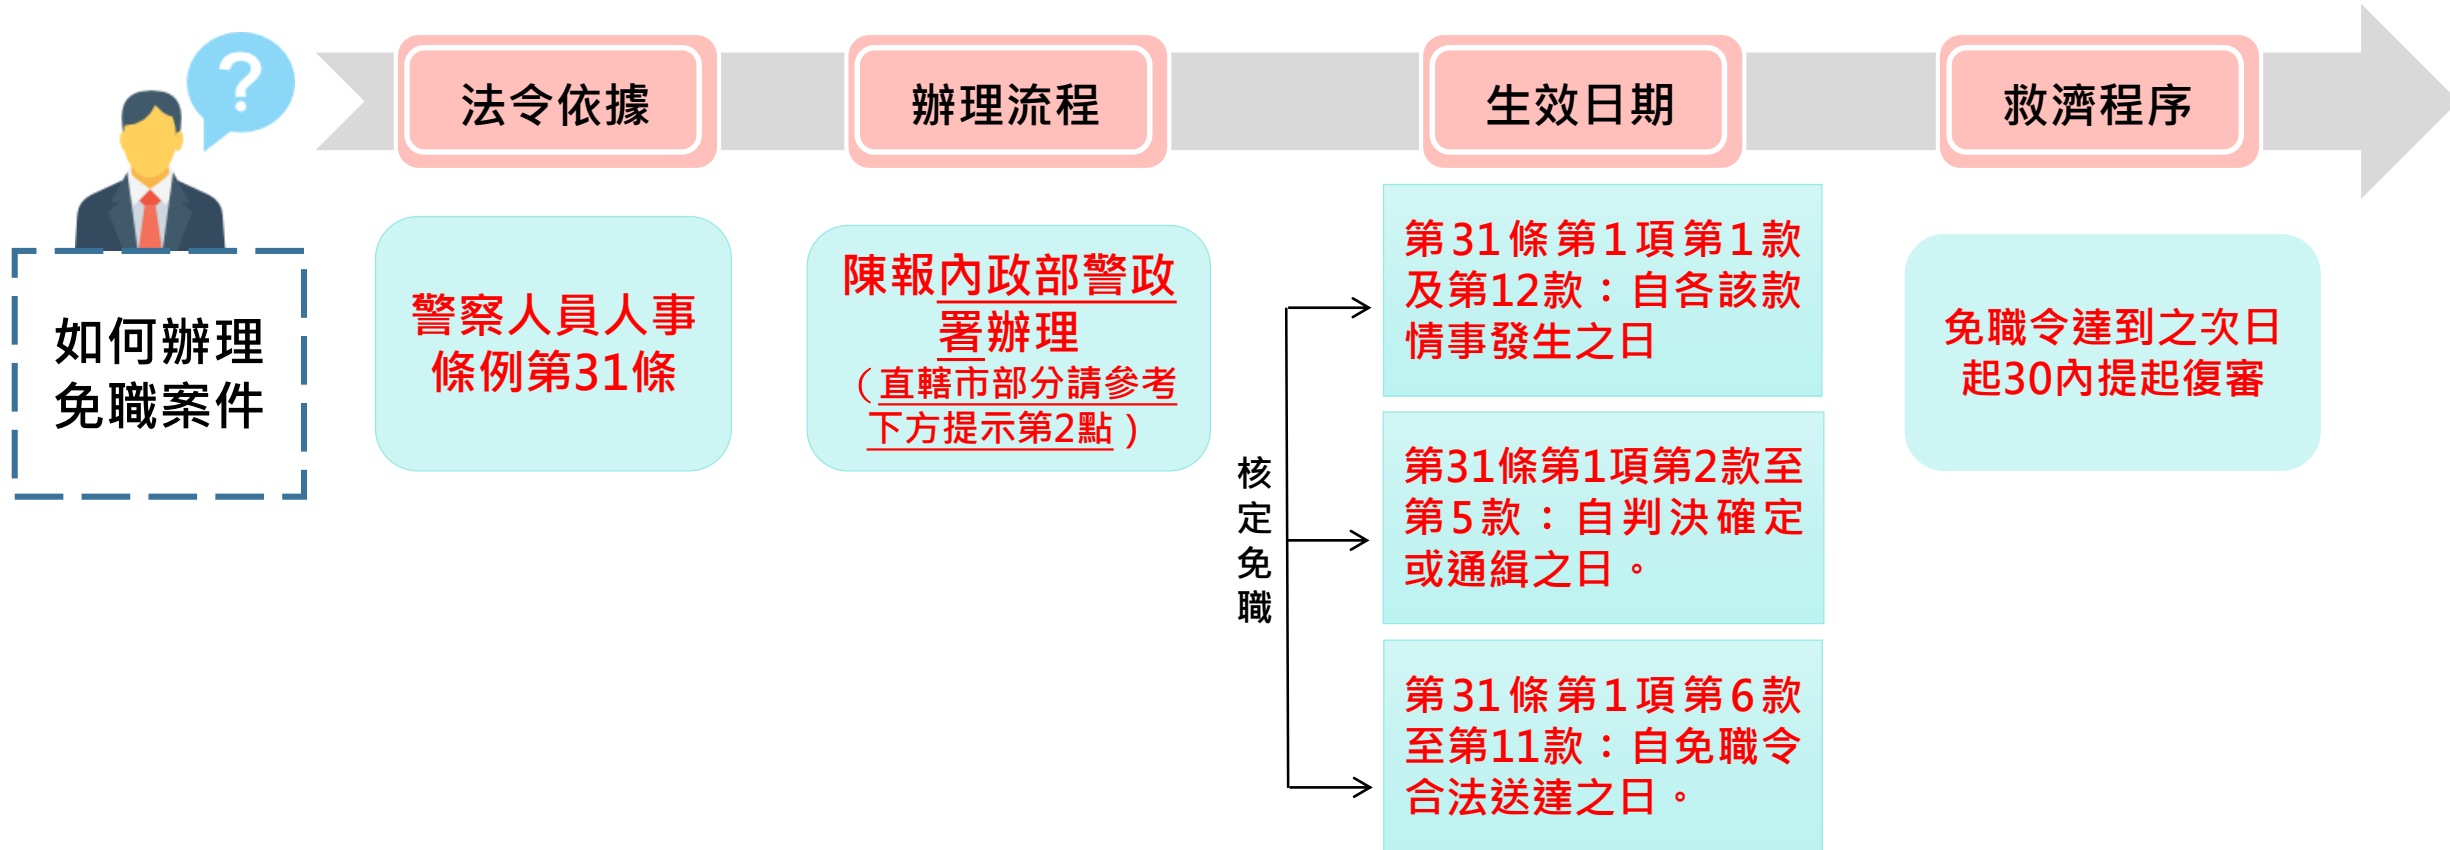 ?
如何辦理
免職案件
法令依據
警察人員人事
條例第31條
辦理流程
陳報內政部警政
署辦理
（直轄市部分請參考
下方提示第2點）
核
定
免
職
生效日期
第31條第1項第1款
及第12款：自各該款
情事發生之日
第31條第1項第2款至
第5款：自判決確定
或通緝之日。
第31條第1項第6款
至第11款：自免職令
合法送達之日。
救濟程序
免職令達到之次日
起30內提起復審